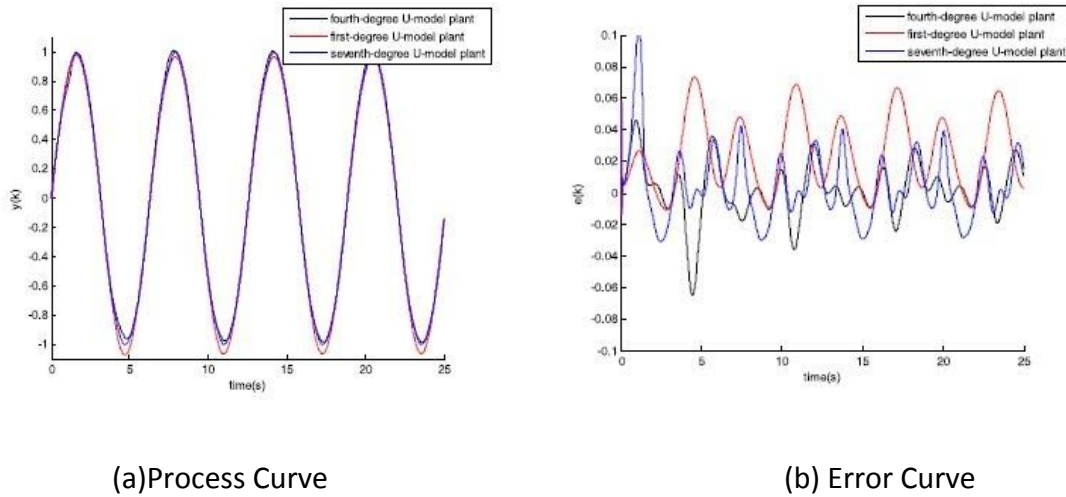 fourth-degree U-model plant
first-degree U-model plant
seventh-degree U-model plant
y(k)
1
0.8
0.6
0.4
0.2
0
-0.2
-0.4
-0.6
-0.8
-1
0 5 10 15 20 25
time(s)
fourth-degree U-model plant
first-degree U-model plant
seventh-degree U-model plant
e(k)
0.1
0.08
0.06
0.04
0.02
0
-0.02
-0.04
-0.06
-0.08
-0.1
0 5 10 15 20 25
time(s)
(a)Process Curve
(b) Error Curve